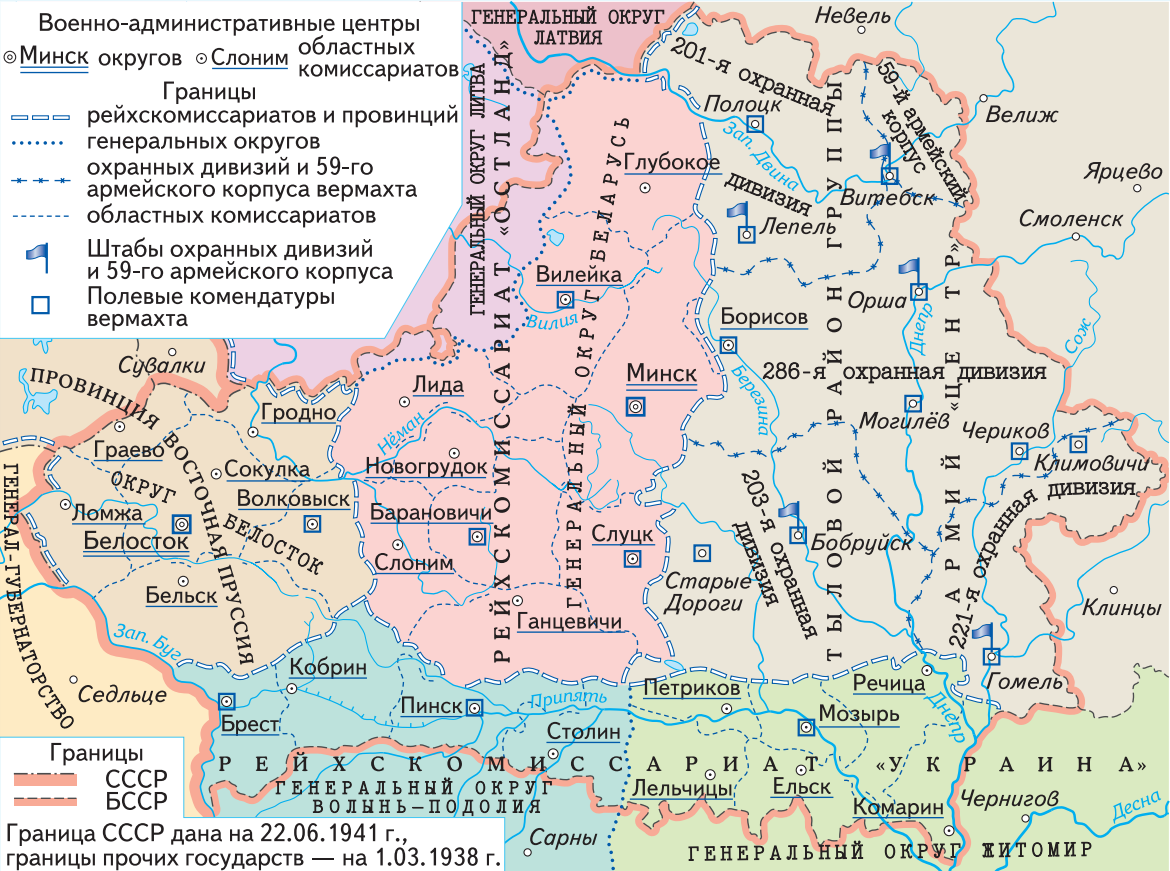 Военно-административные центры
Минск округов Слоним областных
комиссариатов
Границы
рейхскомиссариатов и провинций
генеральных округов
охранных дивизий и 59-го
армейского корпуса вермахта
областных комиссариатов
Штабы охранных дивизий
и 59-го армейского корпуса
Полевые комендатуры
вермахта
ГЕНЕРАЛЬНЫЙ ОКРУГ
ЛАТВИЯ
ГЕНЕРАЛЬНЫЙ ОКРУГ ЛИТВА
РЕЙХСКОМИССАРИАТ «ОСТЛАНД»
ГЕНЕРАЛЬНЫЙ ОКРУГ БЕЛАРУСЬ
ТЫЛОВОЙ РАЙОН ГРУППЫ
АРМИЙ «ЦЕНТР»
201-я охранная
дивизия
59-й армейский
корпус
Невель
Велиж
Ярцево
Смоленск
Полоцк
Зап. Двина
Витебск
Лепель
Глубокое
Вилейка
Вилия
Орша
Днепр
Сож
Борисов
Березина
286-я охранная дивизия
Минск
Могилёв
Чериков
Климовичи
221-я охранная
дивизия
203-я охранная
дивизия
Бобруйск
Старые
Дороги
Клинцы
Гомель
Сувалки
ПРОВИНЦИЯ ВОСТОЧНАЯ ПРУССИЯ
Гродно
Лида
Нёман
Граево
Сокулка
Новогрудок
ОКРУГ
БЕЛОСТОК
Волковыск
Барановичи
Ломжа
Белосток
Слоним
Слуцк
Бельск
Ганцевичи
ГЕНЕРАЛ-ГУБЕРНАТОРСТВО
Зап. Буг
Седльце
Кобрин
Брест
Пинск
Припять
Столин
Петриков
Речица
Мозырь
Днепр
РЕЙХСКОМИССАРИАТ «УКРАИНА»
ГЕНЕРАЛЬНЫЙ ОКРУГ
ВОЛЫНЬ–ПОДОЛИЯ
Лельчицы
Ельск
Комарин
Чернигов
Десна
Сарны
ГЕНЕРАЛЬНЫЙ ОКРУГ ЖИТОМИР
Границы
СССР
БССР
Граница СССР дана на 22.06.1941 г.,
границы прочих государств — на 1.03.1938 г.